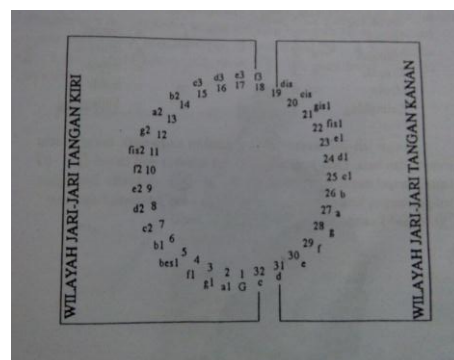 WILAYAH JARI-JARI TANGAN KIRI
G 1
a1 2
g1 3
f1 4
bes1 5
b1 6
c2 7
d2 8
e2 9
f2 10
fis2 11
g2 12
a2 13
b2 14
c3 15
d3 16
e3 17
f3 18
dis 19
cis 20
21 gis1
22 fis1
23 e1
24 d1
25 c1
26 b
27 a
28 g
29 f
30 e
31 d
32 c
WILAYAH JARI-JARI TANGAN KANAN